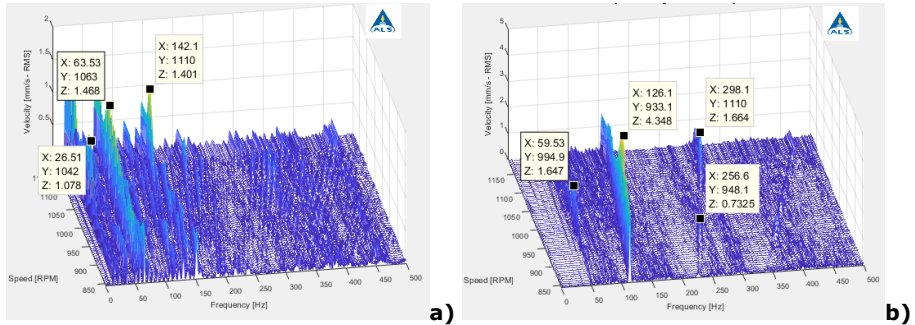 2
1.5
1
0.5
Velocity [mm/s - RMS]
X: 63.53
Y: 1063
Z: 1.468
X: 142.1
Y: 1110
Z: 1.401
X: 26.51
Y: 1042
Z: 1.078
ALS
1100
1050
1000
950
900
850
Speed [RPM]
0
50
100
150
200
250
300
350
400
450
500
Frequency [Hz]
a)
5
4
3
2
1
0
Velocity [mm/s - RMS]
X: 126.1
Y: 933.1
Z: 4.348
X: 298.1
Y: 1110
Z: 1.664
X: 59.53
Y: 994.9
Z: 1.647
X: 256.6
Y: 948.1
Z: 0.7325
ALS
1150
1100
1050
1000
950
900
850
Speed [RPM]
0
50
100
150
200
250
300
350
400
450
500
Frequency [Hz]
b)